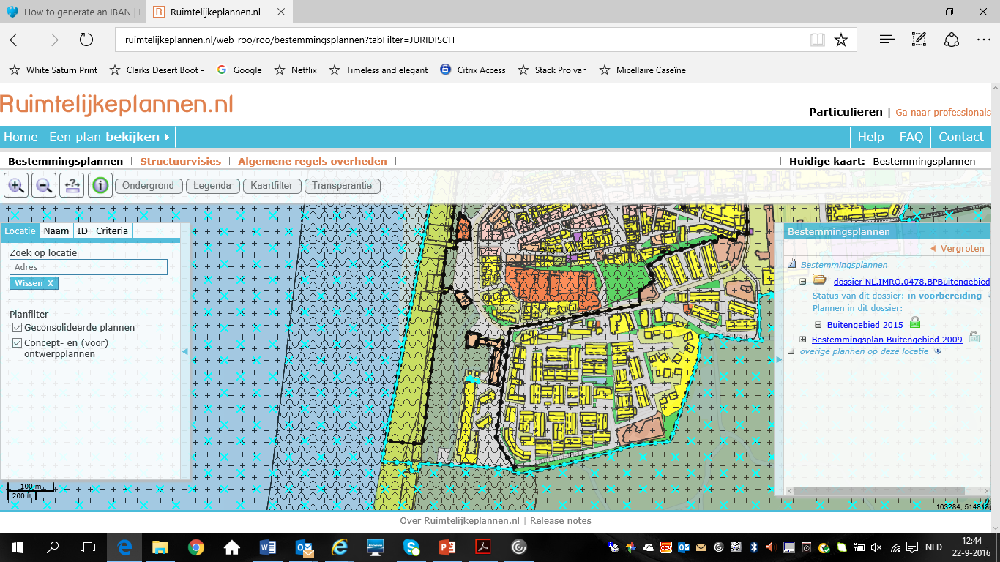 How to generate an IBAN |
Ruimtelijkeplannen.nl
ruimtelijkeplannen.nl/web-roo/roo/bestemmingsplannen?tabFilter=JURIDISCH
White Saturn Print
Clarks Desert Boot -
Google
Netflix
Timeless and elegant
Citrix Access
Stack Pro van
Micellaire Caseïne
Ruimtelijkeplannen.nl
Particulieren | Ga naar professionals
Home
Een plan bekijken
Help
FAQ
Contact
Bestemmingsplannen | Structuurvisies | Algemene regels overheden |
| Huidige kaart: Bestemmingsplannen
Ondergrond
Legenda
Kaartfilter
Transparantie
Locatie
Naam
ID
Criteria
Zoek op locatie
Adres
Wissen X
Planfilter
Geconsolideerde plannen
Concept- en (voor)
ontwerpplannen
100 m
200 ft
Bestemmingsplannen
Vergroten
Bestemmingsplannen
dossier NL.IMRO.0478.BPBuitengebied
Status van dit dossier: in voorbereiding
Plannen in dit dossier:
Buitengebied 2015
Bestemmingsplan Buitengebied 2009
overige plannen op deze locatie
103284, 514818
Over Ruimtelijkeplannen.nl | Release notes
NLD
12:44
22-9-2016